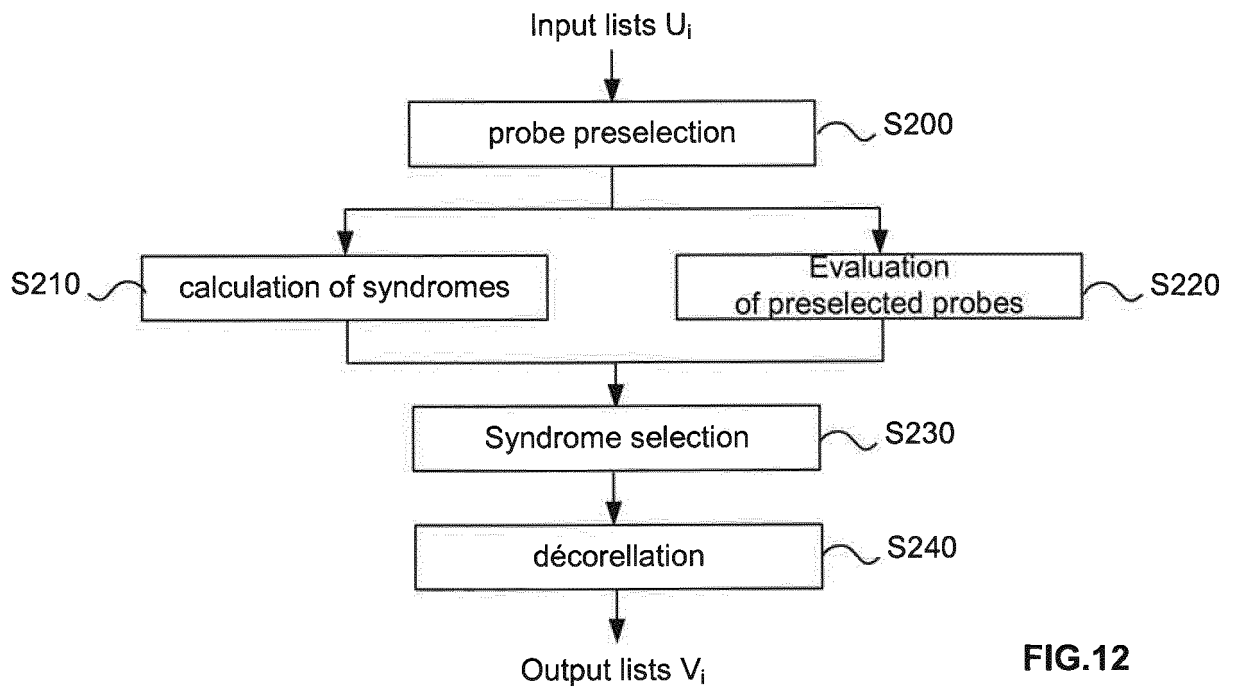 Input lists Ui
probe preselection
S200
S210
calculation of syndromes
Evaluation
of preselected probes
S220
Syndrome selection
S230
décorellation
S240
Output lists Vi
FIG.12